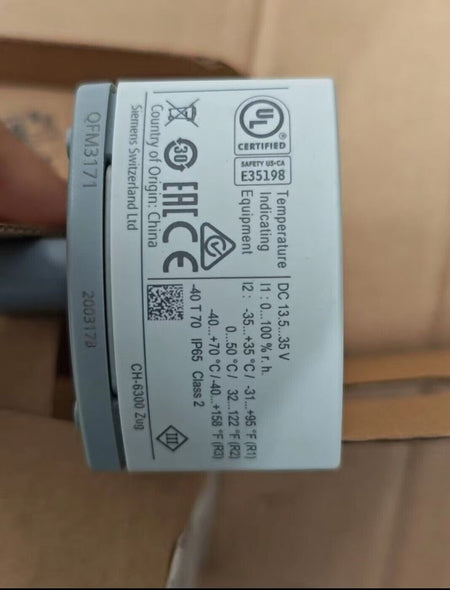 QFM3171
200317B
UL
®
CERTIFIED
SAFETY US-CA
E35198
Temperature
Indicating
Equipment
DC 13.5...35 V
I1 : 0...100 % r. h.
I2 : -35...+35 °C / -31...+95 °F (R1)
0...50 °C / 32...122 °F (R2)
-40...+70 °C / -40...+158 °F (R3)
-40 T 70 IP65 Class 2
30
EAC CE
Country of Origin: China
Siemens Switzerland Ltd
CH-6300 Zug
III